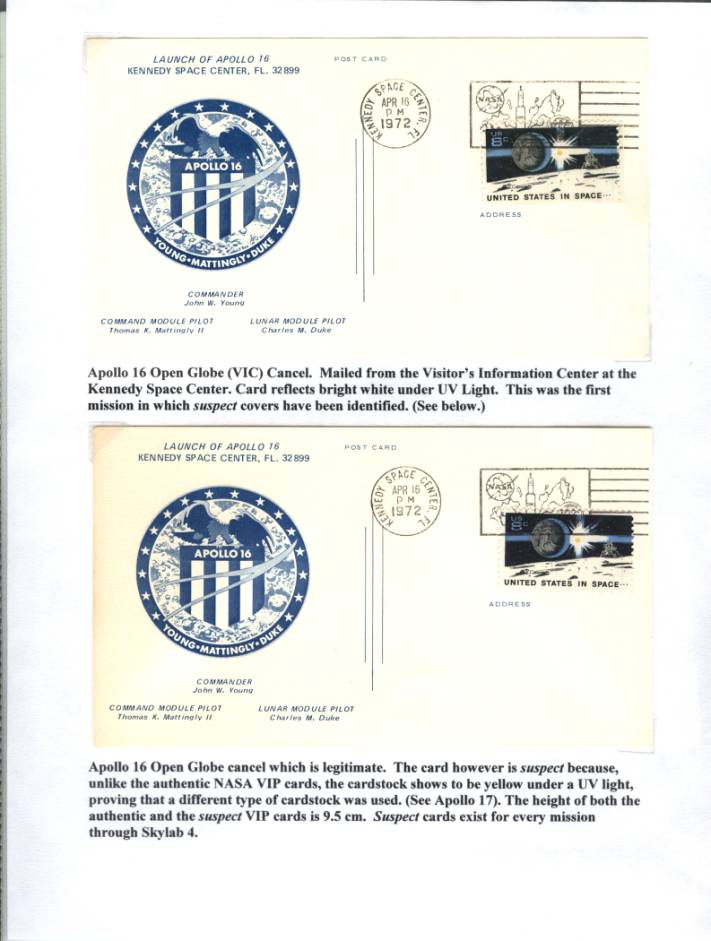 LAUNCH OF APOLLO 16
KENNEDY SPACE CENTER, FL. 32899
POST CARD
KENNEDY SPACE CENTER, FL
APR 16
PM
1972
NASA
US
8c
UNITED STATES IN SPACE...
ADDRESS
APOLLO 16
YOUNG•MATTINGLY•DUKE
COMMANDER
John W. Young
COMMAND MODULE PILOT
Thomas K. Mattingly II
LUNAR MODULE PILOT
Charles M. Duke
Apollo 16 Open Globe (VIC) Cancel. Mailed from the Visitor's Information Center at the
Kennedy Space Center. Card reflects bright white under UV Light. This was the first
mission in which suspect covers have been identified. (See below.)
LAUNCH OF APOLLO 16
KENNEDY SPACE CENTER, FL. 32899
POST CARD
KENNEDY SPACE CENTER, FL
APR 16
PM
1972
NASA
US
8c
UNITED STATES IN SPACE...
ADDRESS
APOLLO 16
YOUNG•MATTINGLY•DUKE
COMMANDER
John W. Young
COMMAND MODULE PILOT
Thomas K. Mattingly II
LUNAR MODULE PILOT
Charles M. Duke
Apollo 16 Open Globe cancel which is legitimate. The card however is suspect because,
unlike the authentic NASA VIP cards, the cardstock shows to be yellow under a UV light,
proving that a different type of cardstock was used. (See Apollo 17). The height of both the
authentic and the suspect VIP cards is 9.5 cm. Suspect cards exist for every mission
through Skylab 4.